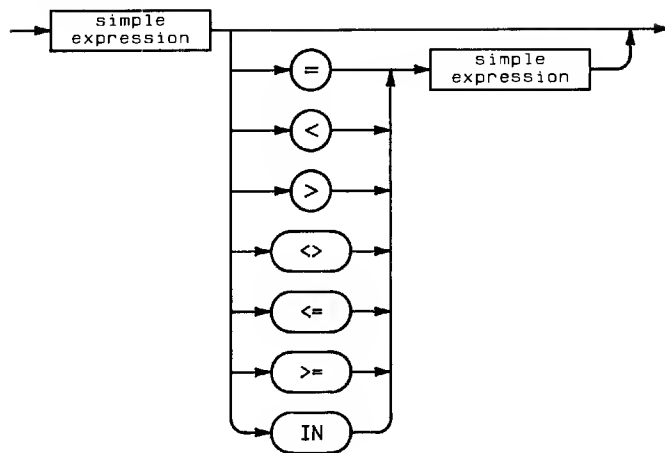 simple
expression
=
simple
expression
<
>
<>
<=
>=
IN